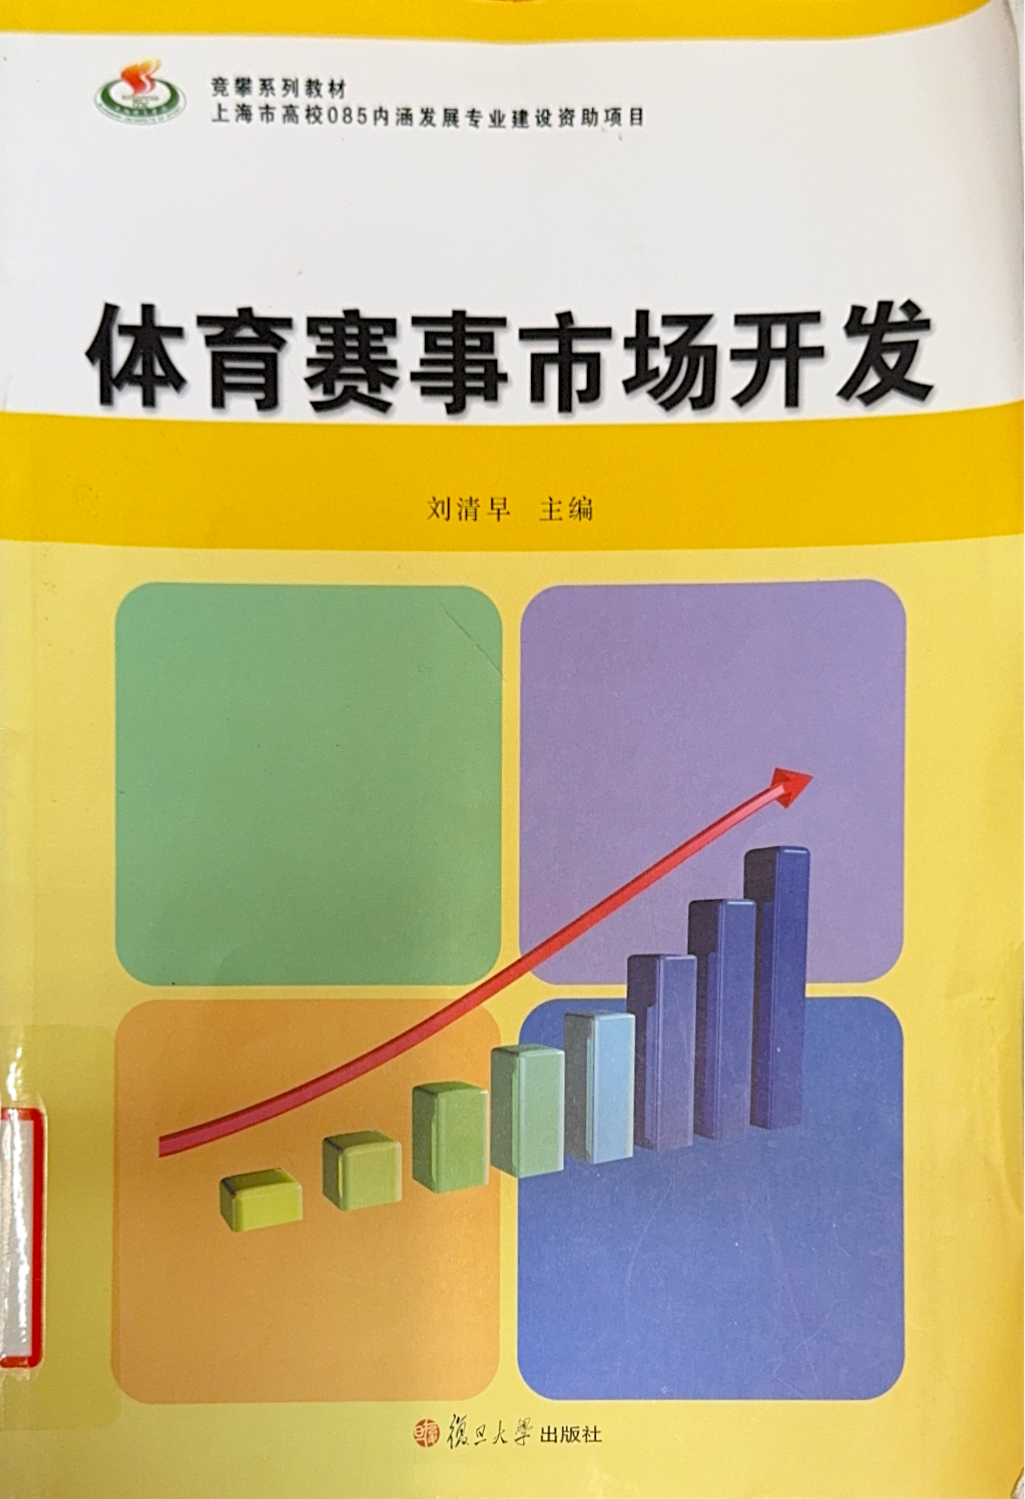 竞攀系列教材
上海市高校085内涵发展专业建设资助项目
体育赛事市场开发
刘清早 主编
復旦大學出版社